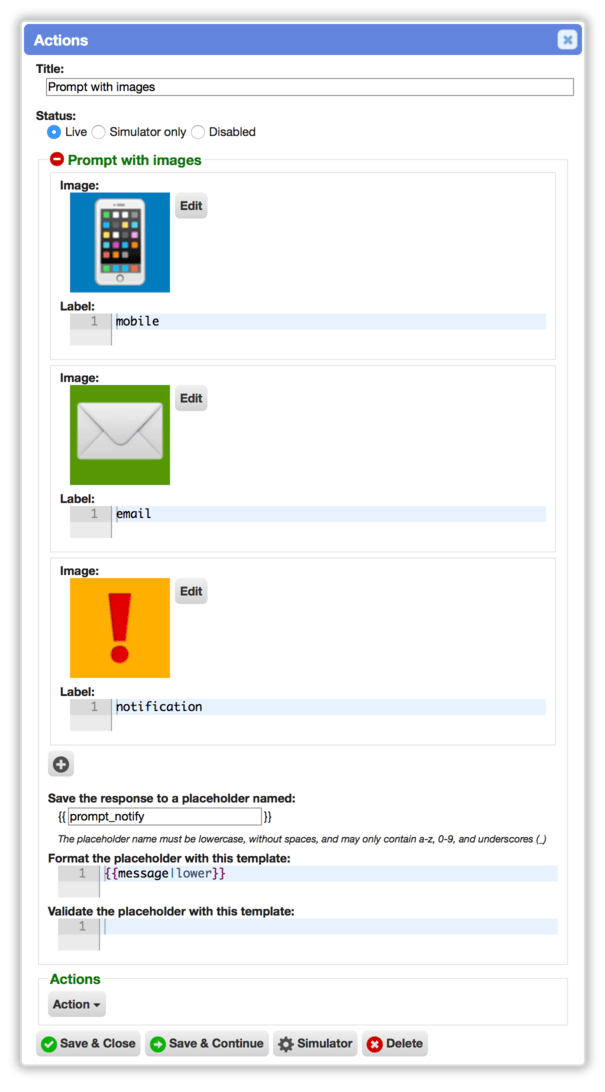 Actions
Title:
Prompt with images
Status:
Live Simulator only Disabled
Prompt with images
Image:
Edit
Label:
1 mobile
Image:
Edit
Label:
1 email
Image:
Edit
Label:
1 notification
Save the response to a placeholder named:
{{ prompt_notify }}
The placeholder name must be lowercase, without spaces, and may only contain a-z, 0-9, and underscores (_)
Format the placeholder with this template:
1 {{message|lower}}
Validate the placeholder with this template:
1
Actions
Action
Save & Close Save & Continue Simulator Delete